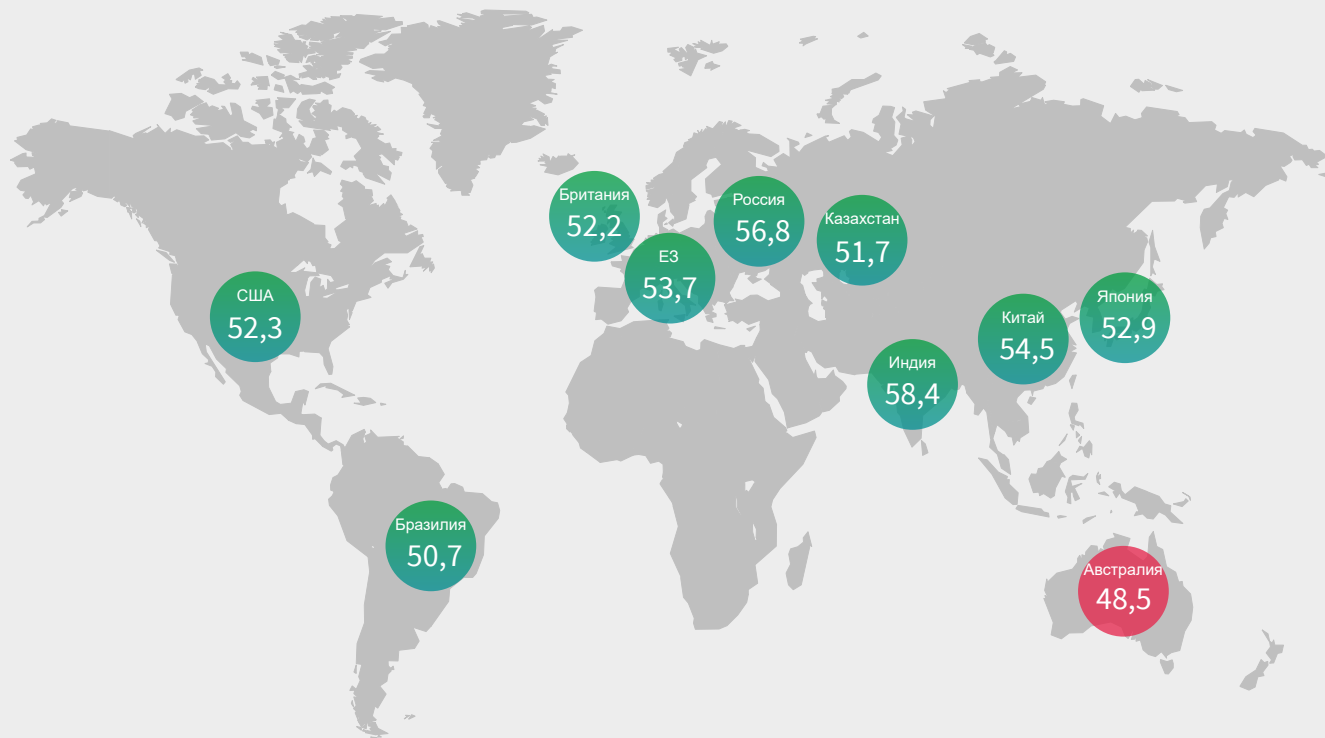 Британия
52,2
Россия
56,8
Казахстан
51,7
ЕЗ
53,7
США
52,3
Япония
52,9
Китай
54,5
Индия
58,4
Бразилия
50,7
Австралия
48,5